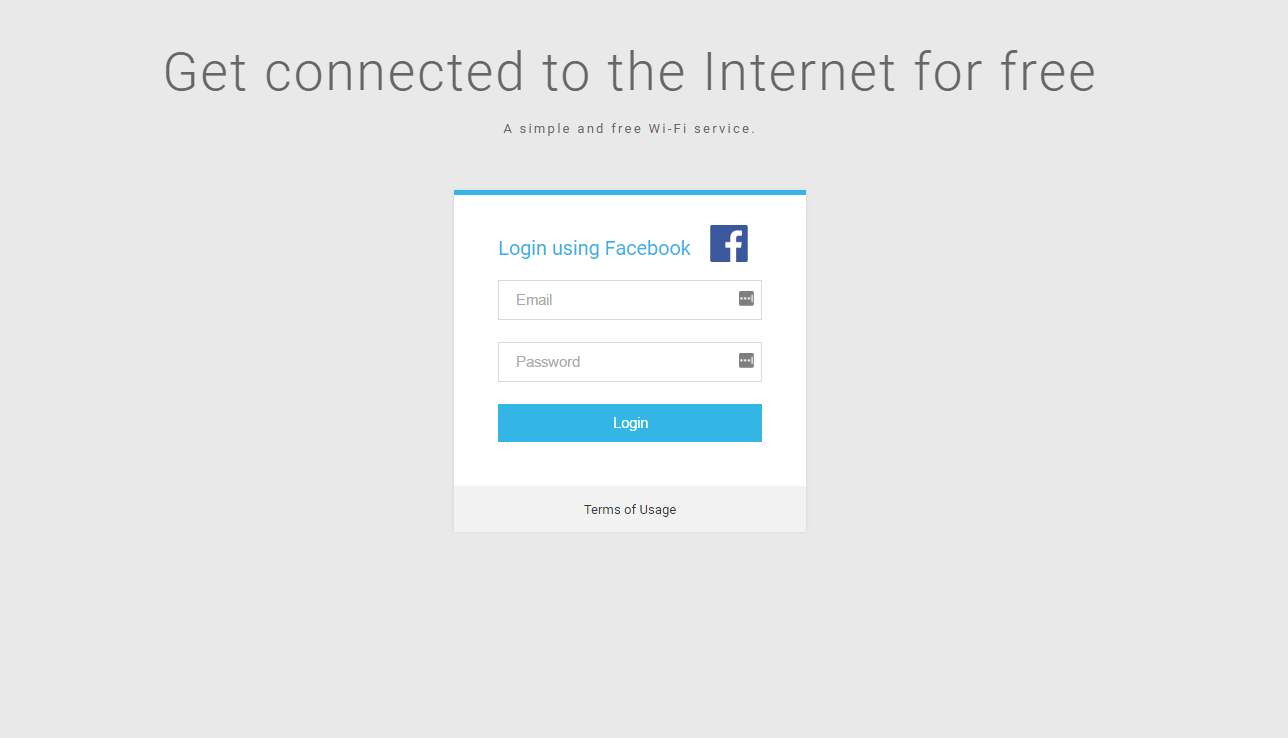 Get connected to the Internet for free
A simple and free Wi-Fi service.
Login using Facebook
Email
Password
Login
Terms of Usage